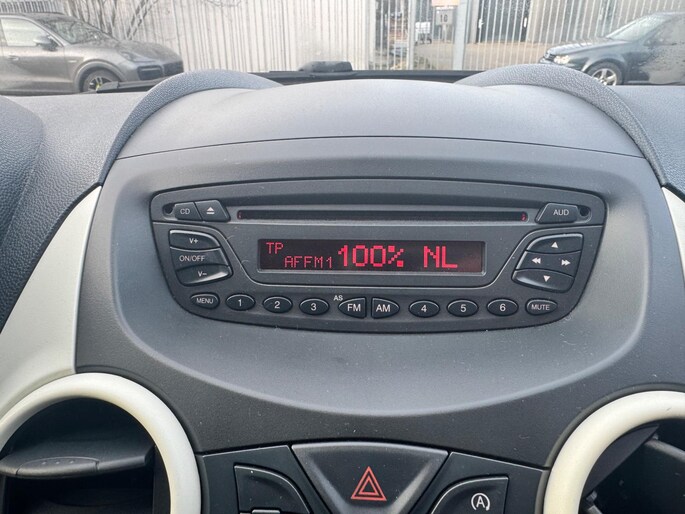 CD
AUD
V+
ON/OFF
V-
TP
AFFM1 100% NL
MENU 1 2 3 AS FM AM 4 5 6 MUTE
A